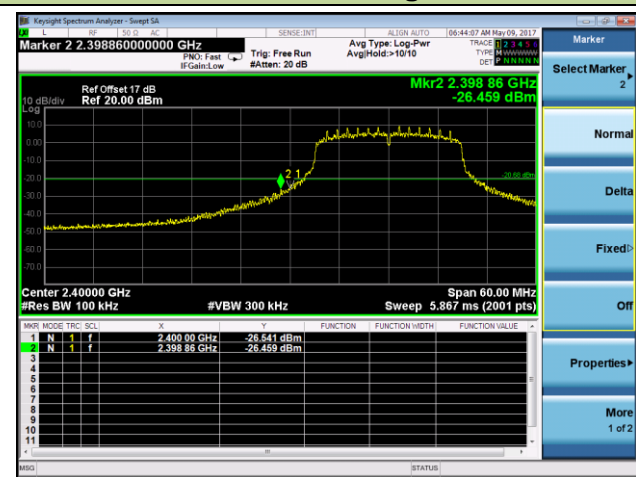 Keysight Spectrum Analyzer - Swept SA
L RF 50 Ω AC SENSE:INT ALIGN AUTO 06:44:07 AM May 09, 2017
Marker 2 2.398860000000 GHz
PNO: Fast
IFGain:Low
Trig: Free Run
#Atten: 20 dB
Avg Type: Log-Pwr
Avg|Hold:>10/10
TRACE 1 2 3 4 5 6
TYPE M WWWWW
DET P N N N N N
Ref Offset 17 dB
10 dB/div Ref 20.00 dBm
Log
Mkr2 2.398 86 GHz
-26.459 dBm
10.0
0.00
-10.0
-20.0
-30.0
-40.0
-50.0
-60.0
-70.0
2 1
Center 2.40000 GHz Span 60.00 MHz
#Res BW 100 kHz #VBW 300 kHz Sweep 5.867 ms (2001 pts)
MKR MODE TRC SCL X Y FUNCTION FUNCTION WIDTH FUNCTION VALUE
1 N 1 f 2.400 00 GHz -26.541 dBm
2 N 1 f 2.398 86 GHz -26.459 dBm
3
4
5
6
7
8
9
10
11
MSG STATUS
Marker
Select Marker
2
Normal
Delta
Fixed
Off
Properties
More
1 of 2